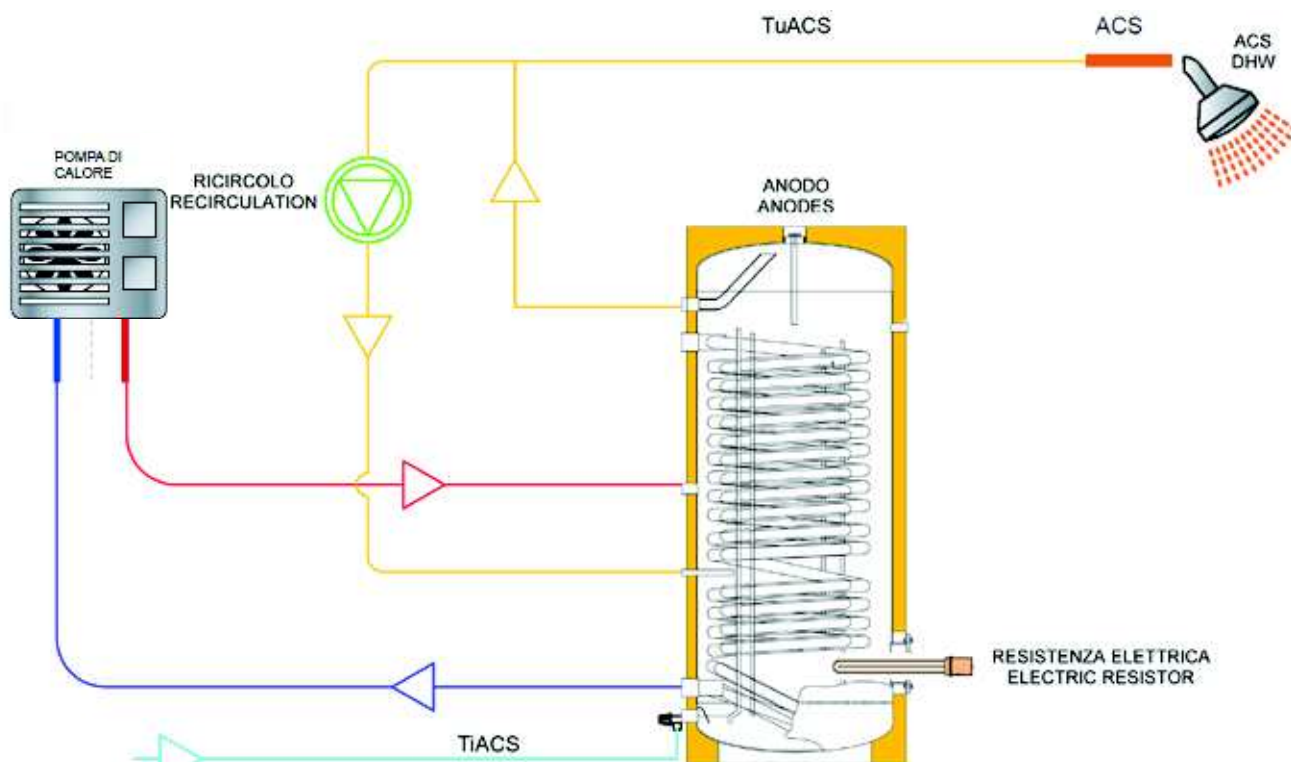 TuACS
ACS
ACS
DHW
POMPA DI
CALORE
RICIRCOLO
RECIRCULATION
ANODO
ANODES
RESISTENZA ELETTRICA
ELECTRIC RESISTOR
TiACS